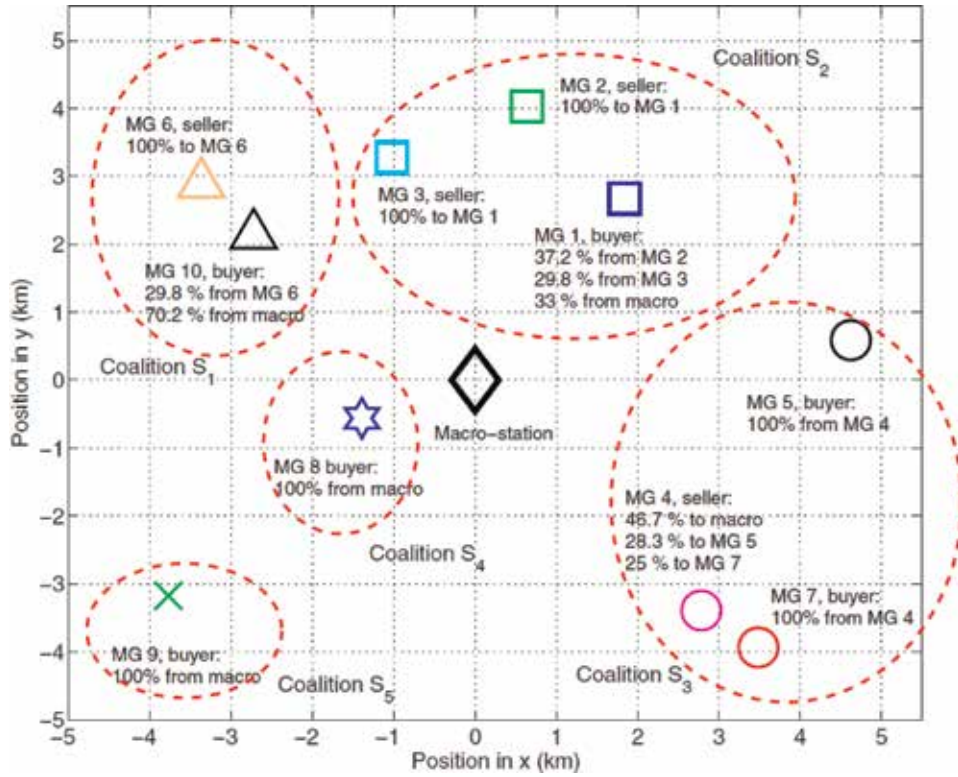 Coalition S2
MG 2, seller:
100% to MG 1
MG 6, seller:
100% to MG 6
MG 3, seller:
100% to MG 1
MG 1, buyer:
37.2 % from MG 2
29.8 % from MG 3
33 % from macro
MG 10, buyer:
29.8 % from MG 6
70.2 % from macro
Coalition S1
MG 5, buyer:
100% from MG 4
Macro-station
MG 8 buyer:
100% from macro
MG 4, seller:
46.7 % to macro
28.3 % to MG 5
25 % to MG 7
Coalition S4
MG 7, buyer:
100% from MG 4
MG 9, buyer:
100% from macro
Coalition S5
Coalition S3
Position in y (km)
5
4
3
2
1
0
-1
-2
-3
-4
-5
-5
-4
-3
-2
-1
0
1
2
3
4
5
Position in x (km)